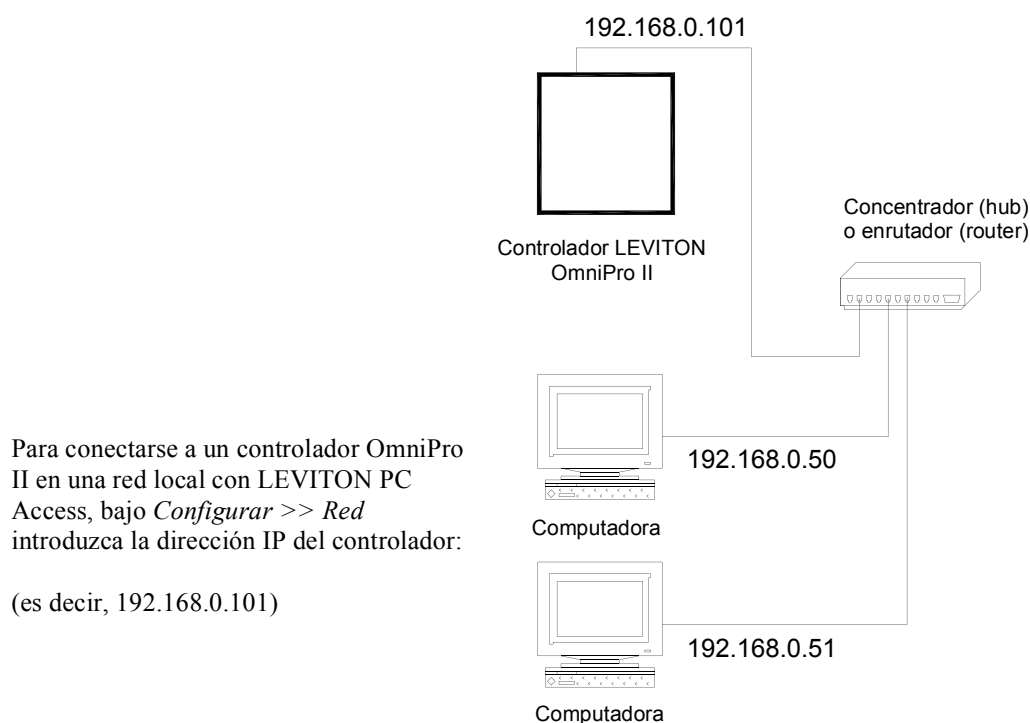 192.168.0.101
Concentrador (hub)
o enrutador (router)
Controlador LEVITON
OmniPro II
Para conectarse a un controlador OmniPro
II en una red local con LEVITON PC
Access, bajo Configurar >> Red
introduzca la dirección IP del controlador:
(es decir, 192.168.0.101)
192.168.0.50
Computadora
192.168.0.51
Computadora